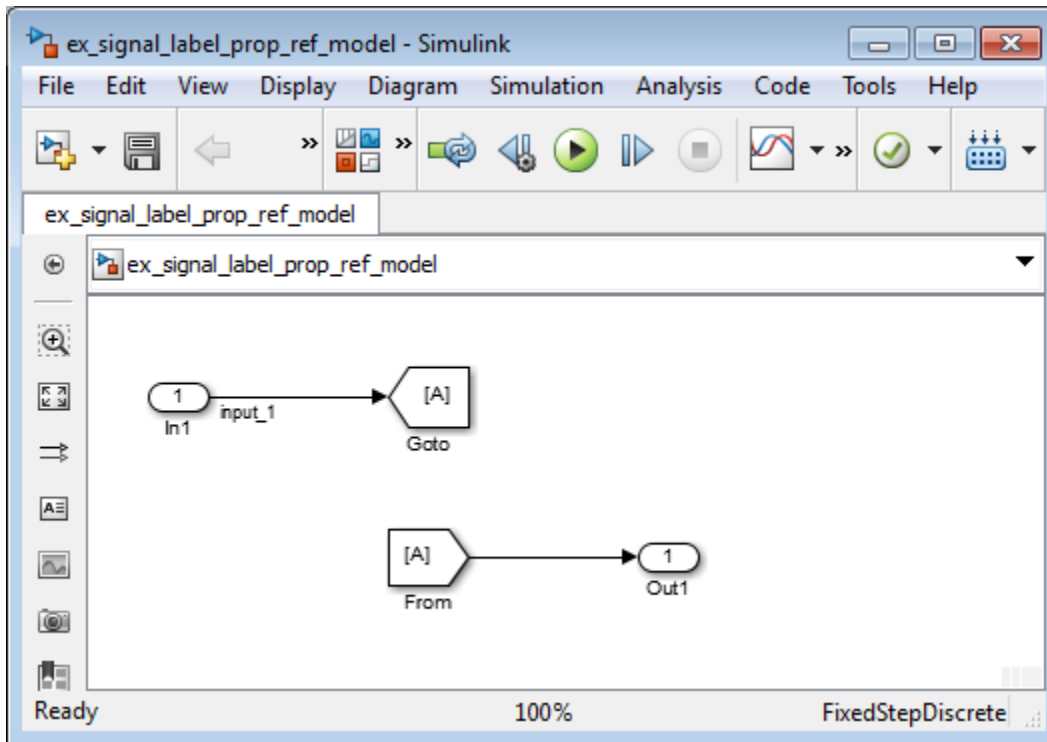 ex_signal_label_prop_ref_model - Simulink
File Edit View Display Diagram Simulation Analysis Code Tools Help
ex_signal_label_prop_ref_model
ex_signal_label_prop_ref_model
1
In1
input_1
[A]
Goto
[A]
From
1
Out1
Ready 100% FixedStepDiscrete